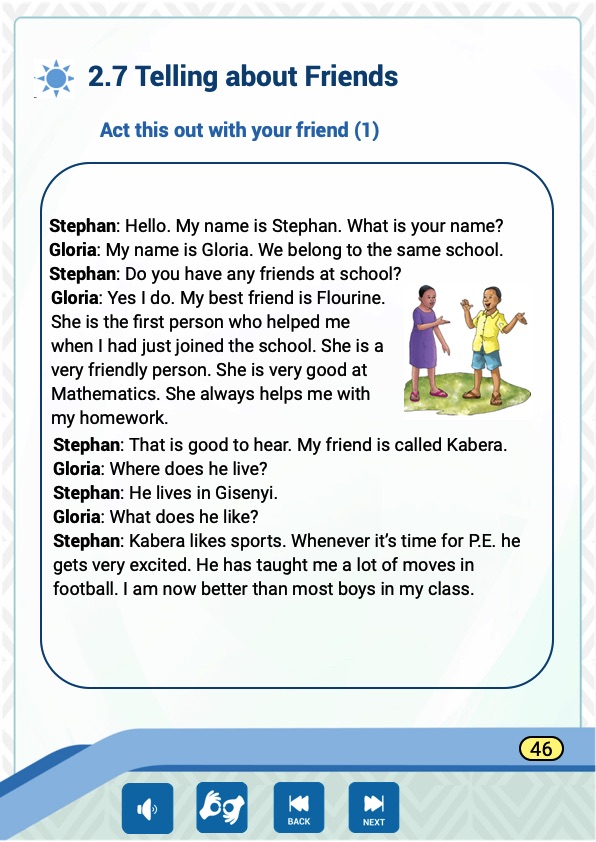 2.7 Telling about Friends
Act this out with your friend (1)
Stephan: Hello. My name is Stephan. What is your name?
Gloria: My name is Gloria. We belong to the same school.
Stephan: Do you have any friends at school?
Gloria: Yes I do. My best friend is Flourine.
She is the first person who helped me
when I had just joined the school. She is a
very friendly person. She is very good at
Mathematics. She always helps me with
my homework.
Stephan: That is good to hear. My friend is called Kabera.
Gloria: Where does he live?
Stephan: He lives in Gisenyi.
Gloria: What does he like?
Stephan: Kabera likes sports. Whenever it’s time for P.E. he
gets very excited. He has taught me a lot of moves in
football. I am now better than most boys in my class.
46
BACK
NEXT